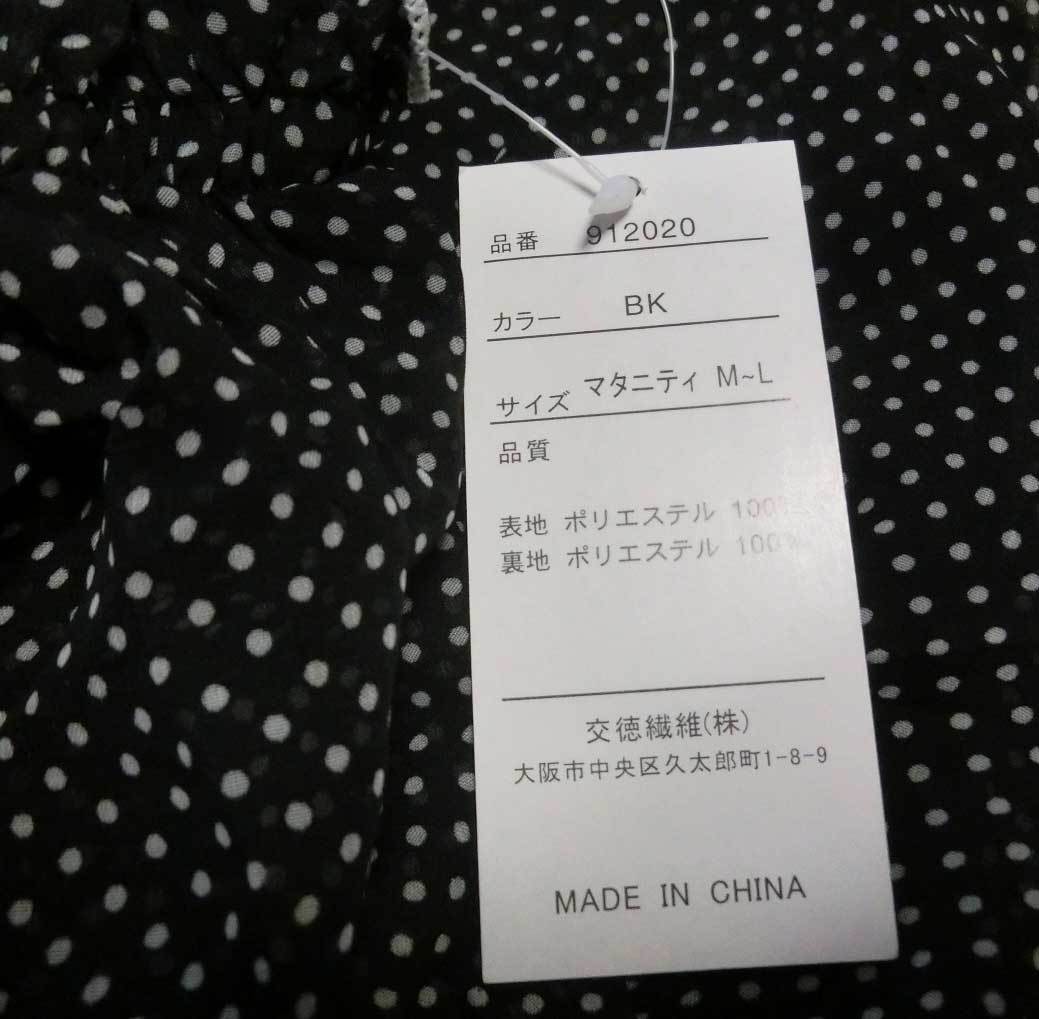 品番 912020
カラー BK
サイズ マタニティ M~L
品質
表地 ポリエステル 100%
裏地 ポリエステル 100%
交徳繊維(株)
大阪市中央区久太郎町1-8-9
MADE IN CHINA